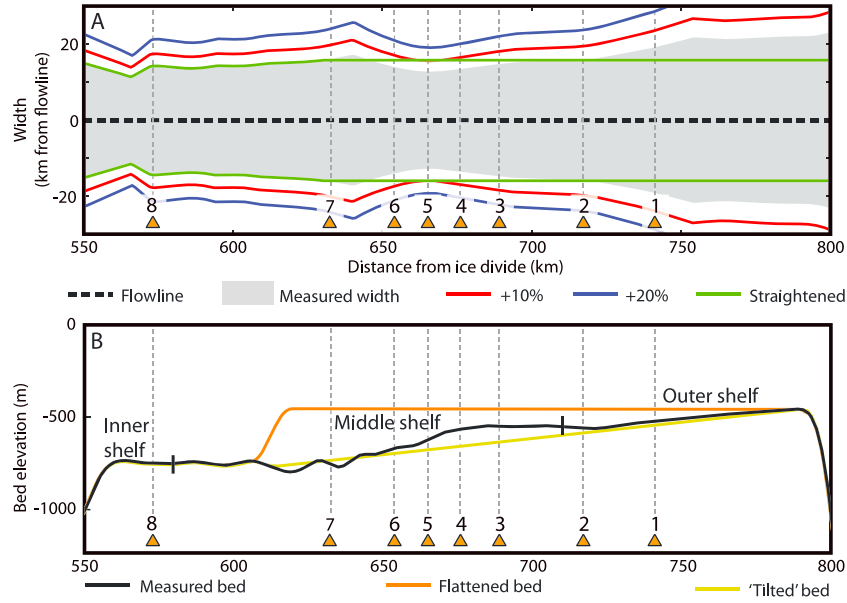 A
20
0
-20
Width
(km from flowline)
8 7 6 5 4 3 2 1
550 600 650 700 750 800
Distance from ice divide (km)
Flowline Measured width +10% +20% Straightened
B
0
-500
-1000
Bed elevation (m)
Inner
shelf
Middle shelf
Outer shelf
8 7 6 5 4 3 2 1
550 600 650 700 750 800
Measured bed Flattened bed 'Tilted' bed